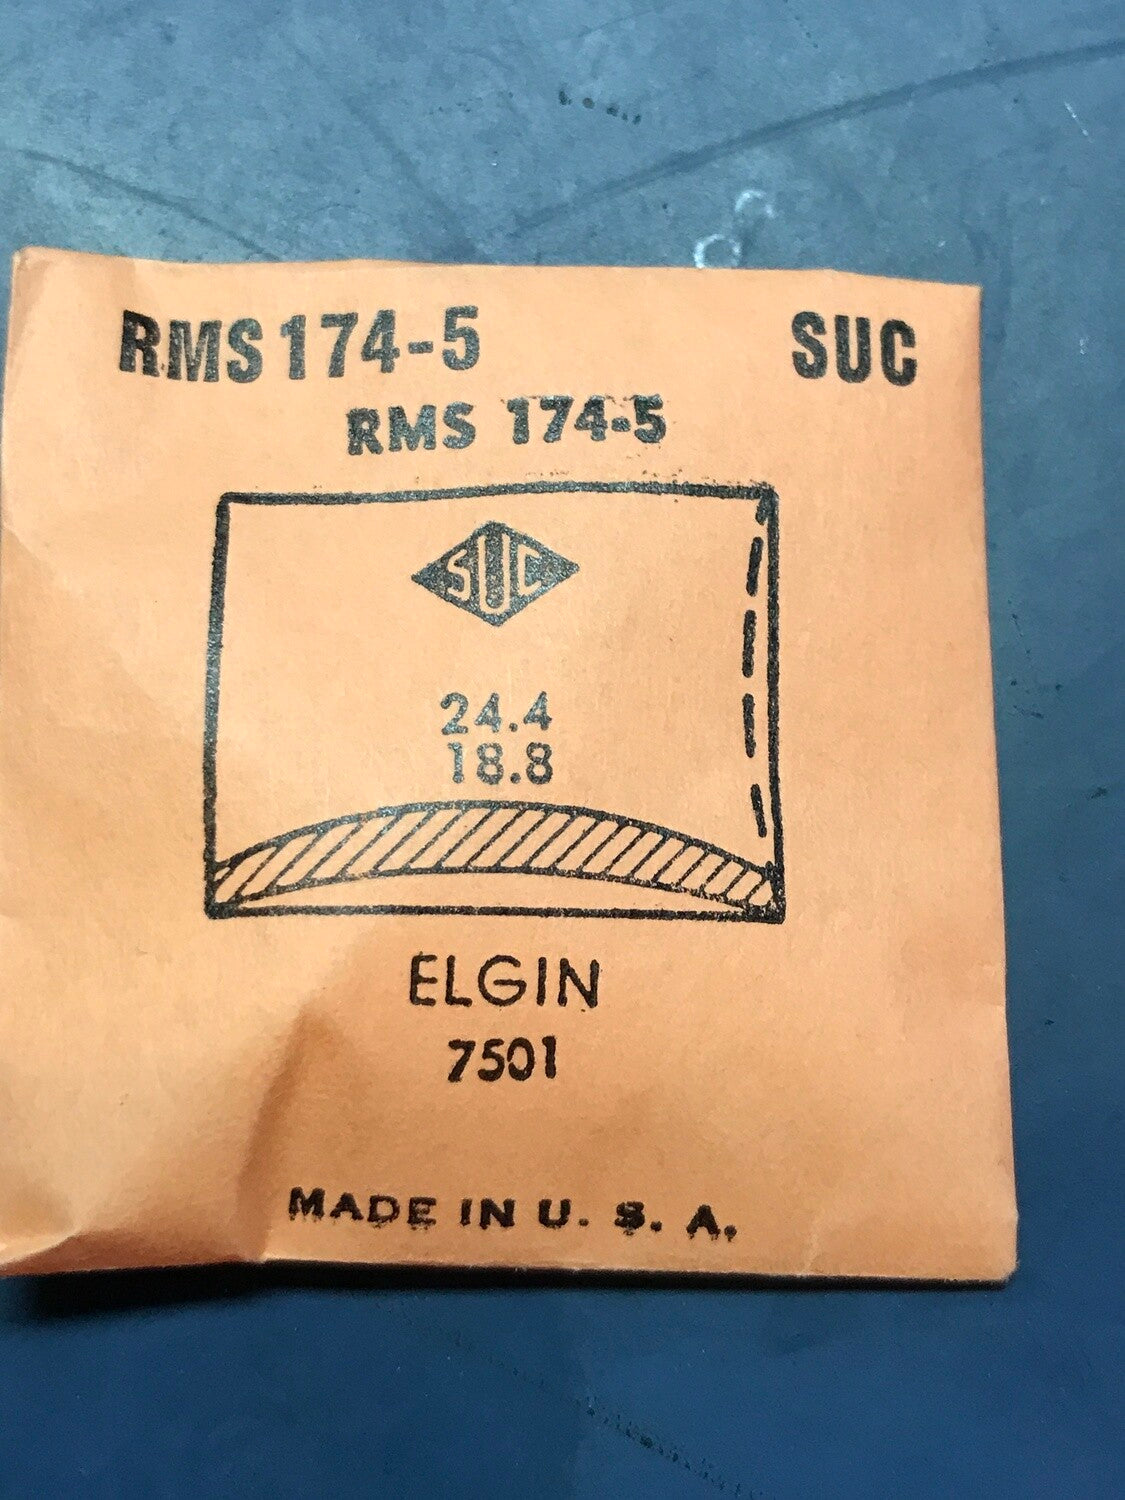 RMS 174-5 SUC
RMS 174-5
SUC
24.4
18.8
ELGIN
7501
MADE IN U. S. A.